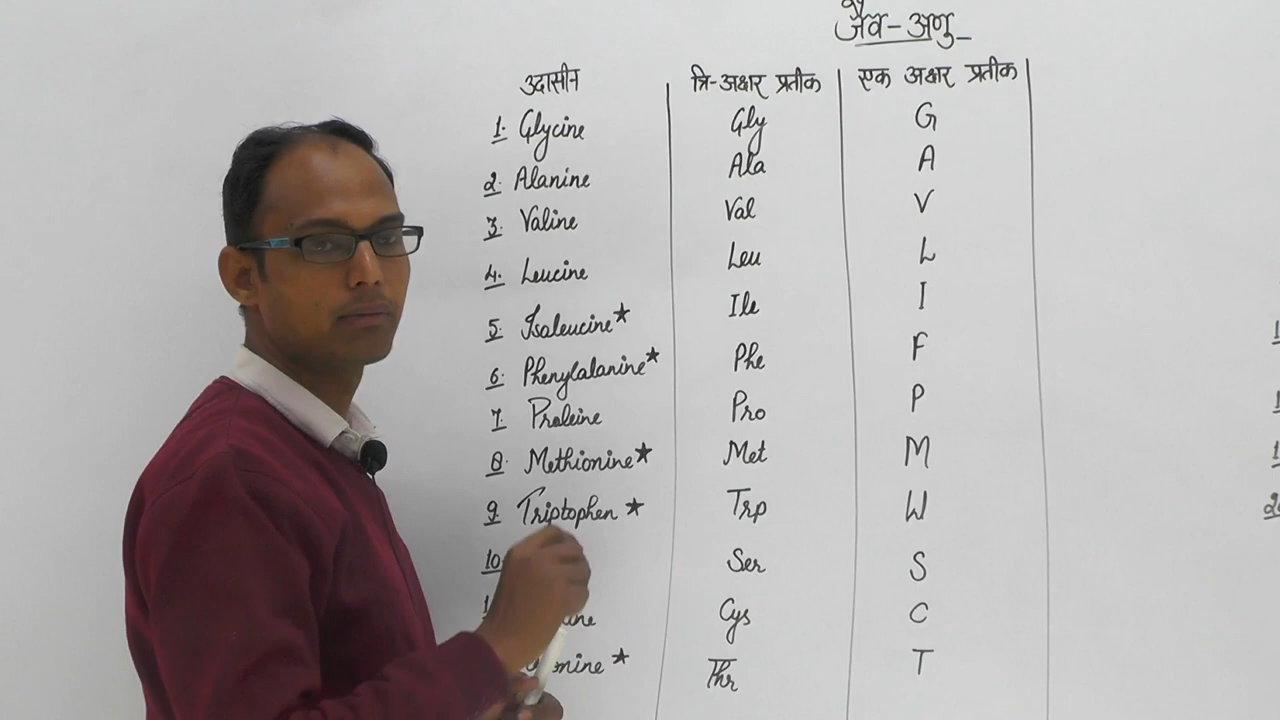 जैव-अणु
उदासीन त्रि-अक्षर प्रतीक एक अक्षर प्रतीक
1. Glycine Gly G
2. Alanine Ala A
3. Valine Val V
4. Leucine Leu L
5. Isoleucine★ Ile I
6. Phenylalanine★ Phe F
7. Proleine Pro P
8. Methionine★ Met M
9. Triptophen ★ Trp W
10. Ser S
Cys C
Thr T